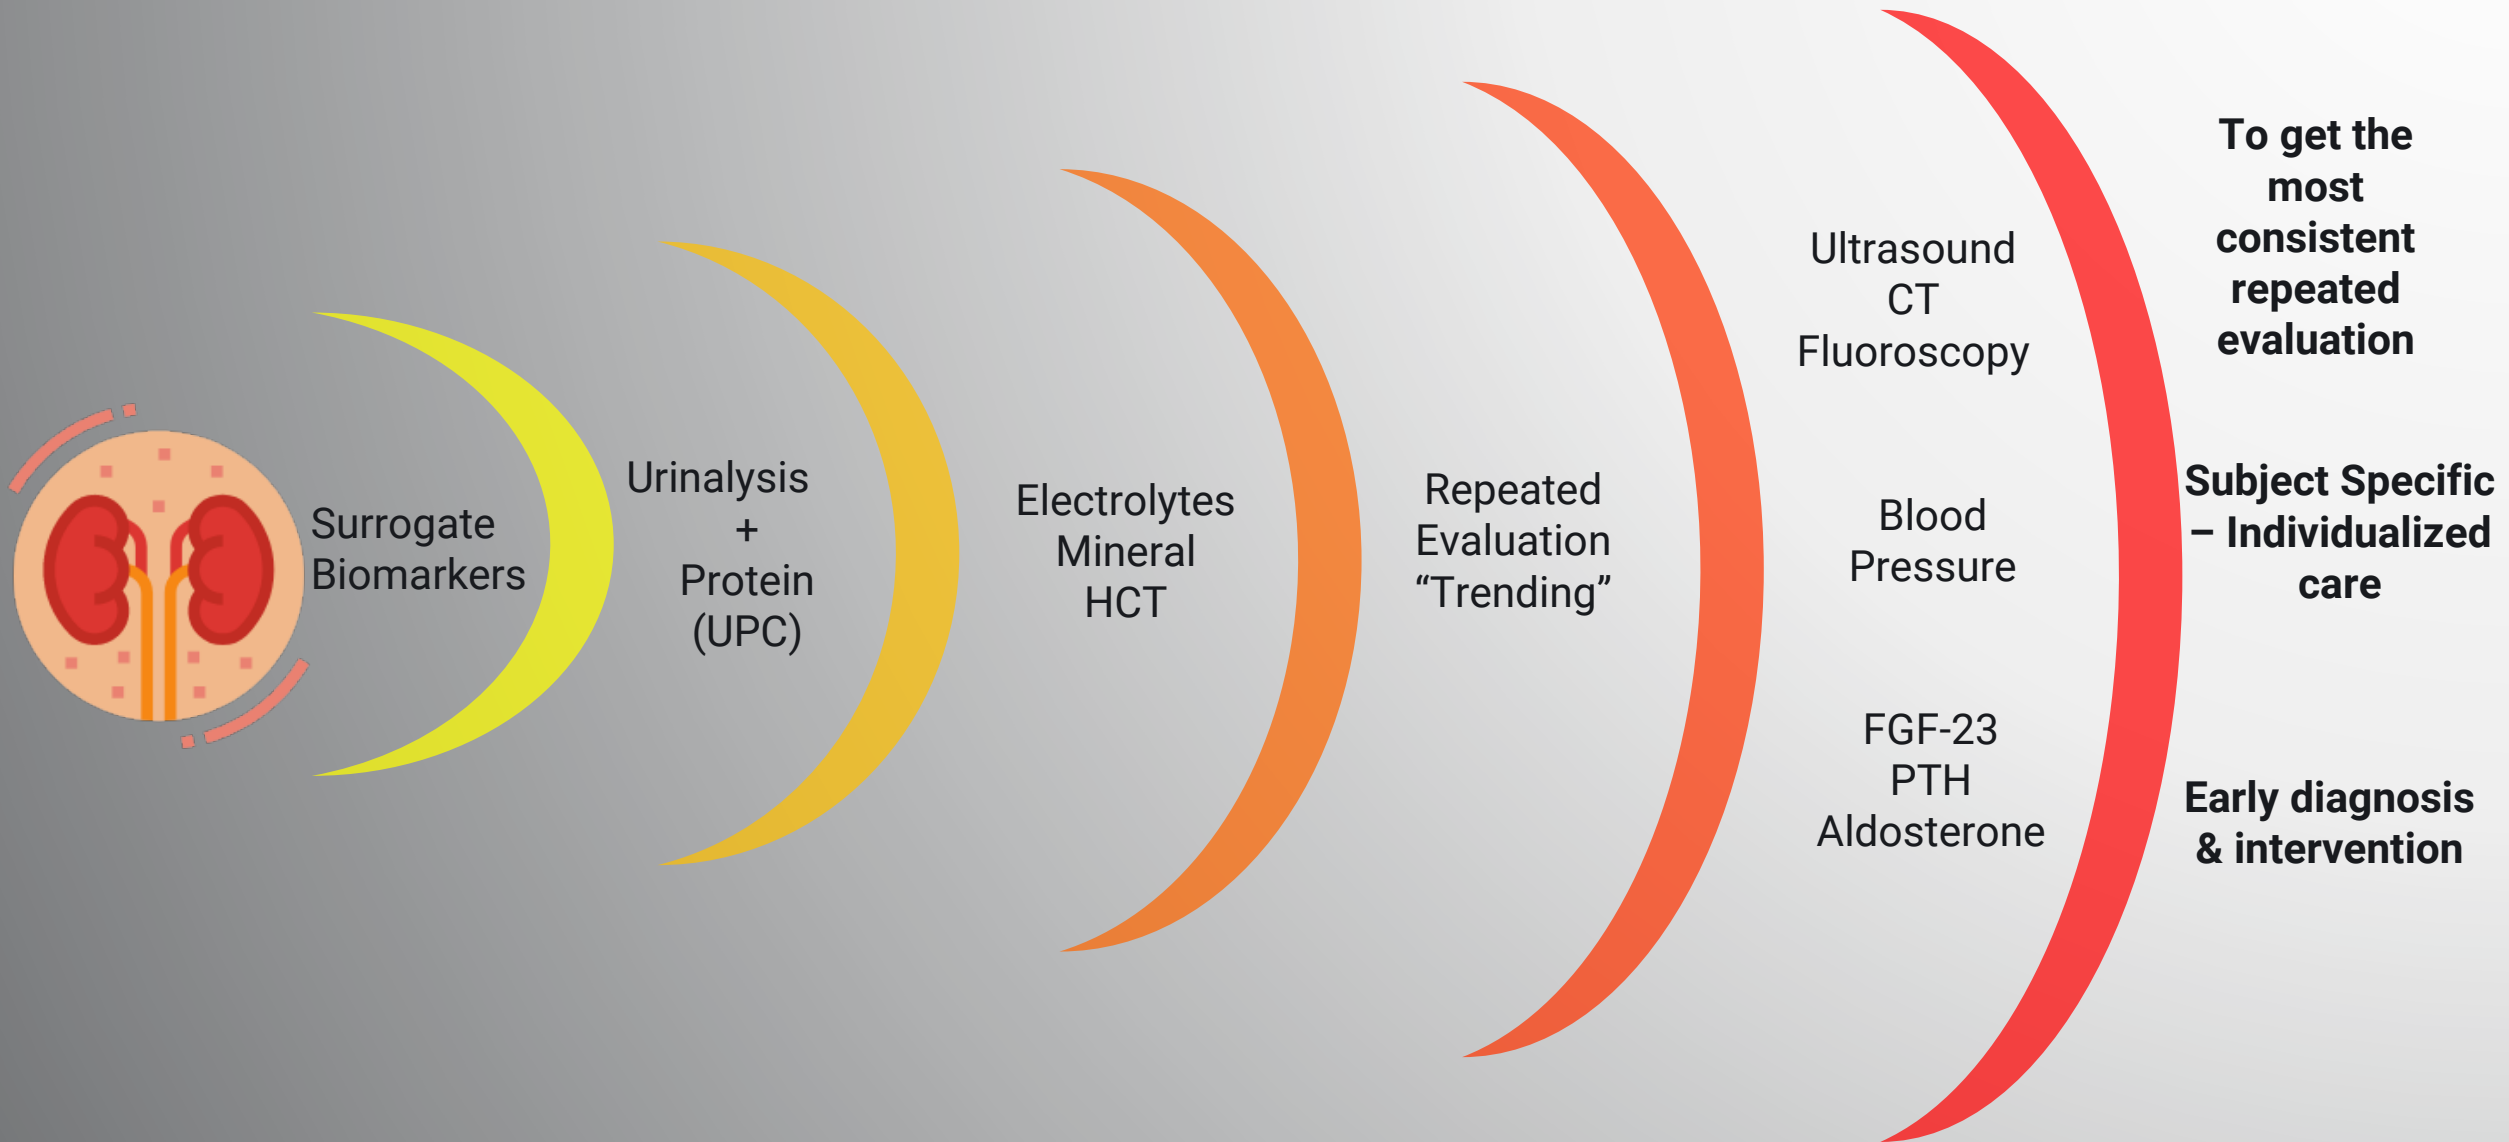 Surrogate
Biomarkers
Urinalysis
+
Protein
(UPC)
Electrolytes
Mineral
HCT
Repeated
Evaluation
“Trending”
Ultrasound
CT
Fluoroscopy
Blood
Pressure
FGF-23
PTH
Aldosterone
To get the
most
consistent
repeated
evaluation
Subject Specific
– Individualized
care
Early diagnosis
& intervention